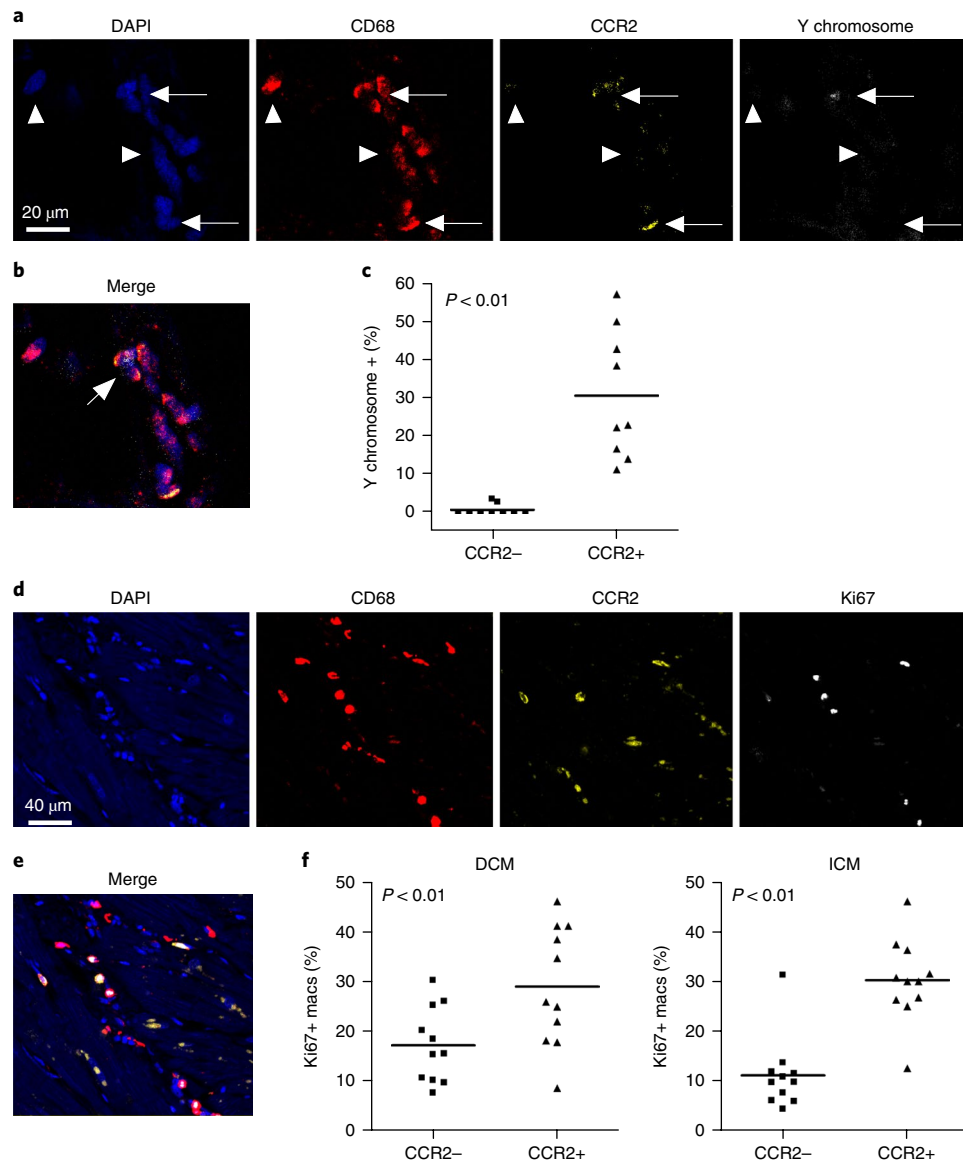 a
DAPI CD68 CCR2 Y chromosome
20 μm
b
Merge
c
60
50
40
30
20
10
0
Y chromosome + (%)
P < 0.01
CCR2– CCR2+
d
DAPI CD68 CCR2 Ki67
40 μm
e
Merge
f
DCM
50
40
30
20
10
0
Ki67+ macs (%)
P < 0.01
CCR2– CCR2+
ICM
50
40
30
20
10
0
Ki67+ macs (%)
P < 0.01
CCR2– CCR2+